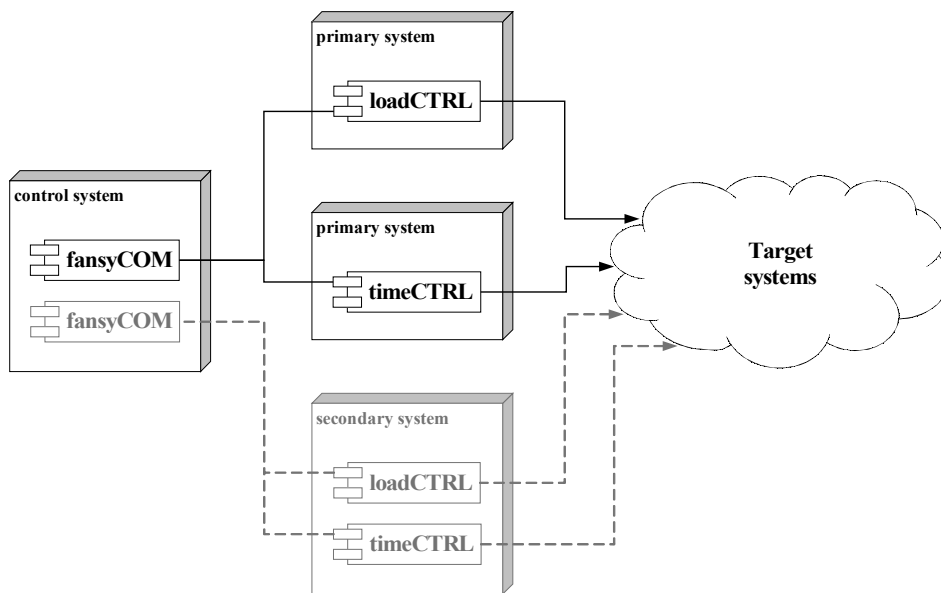 primary system
loadCTRL
control system
fansyCOM
fansyCOM
primary system
timeCTRL
Target
systems
secondary system
loadCTRL
timeCTRL